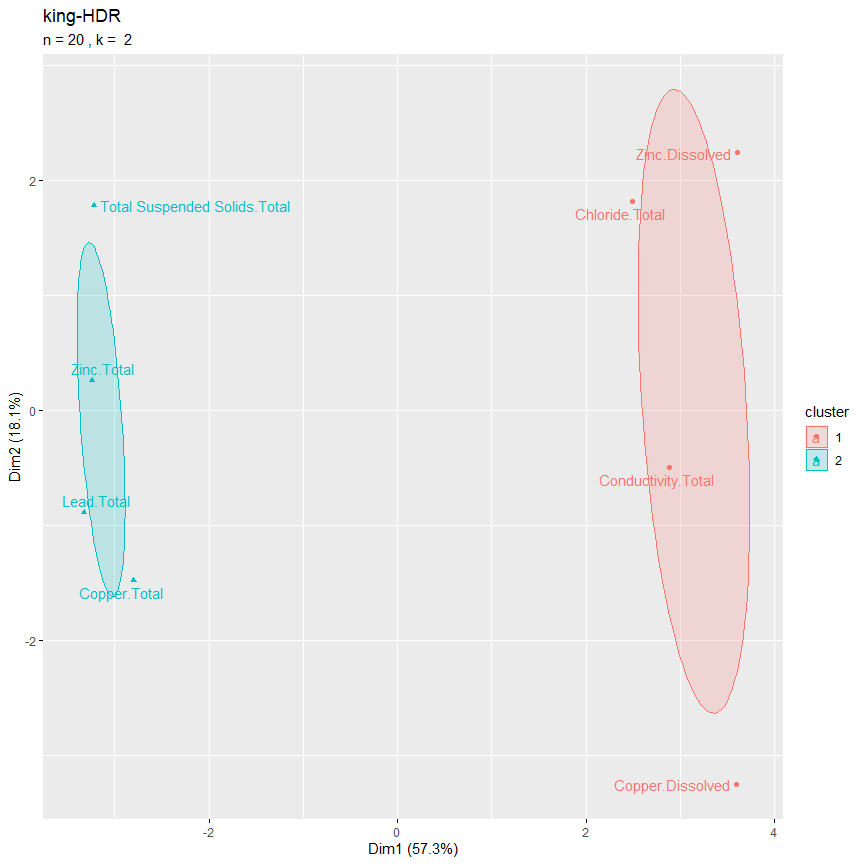 king-HDR
n = 20 , k =  2
Zinc.Dissolved
Total Suspended Solids.Total
Chloride.Total
Zinc.Total
Lead.Total
Conductivity.Total
Copper.Total
Copper.Dissolved
2
0
-2
Dim2 (18.1%)
-2
0
2
4
Dim1 (57.3%)
cluster
a 1
a 2